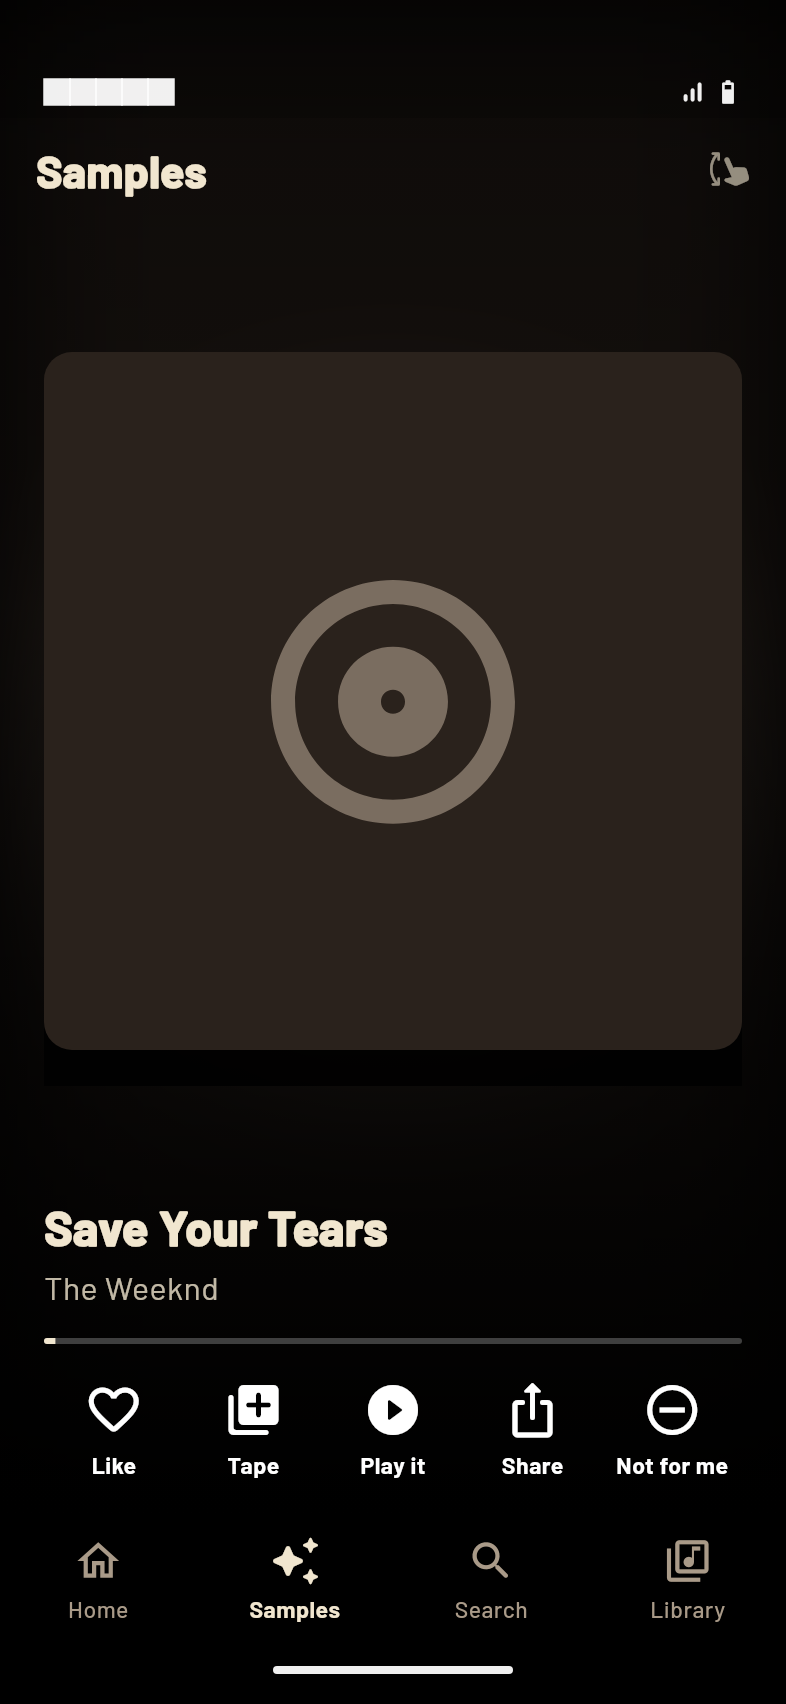 Samples
Save Your Tears
The Weeknd
Like
Tape
Play it
Share
Not for me
Home
Samples
Search
Library